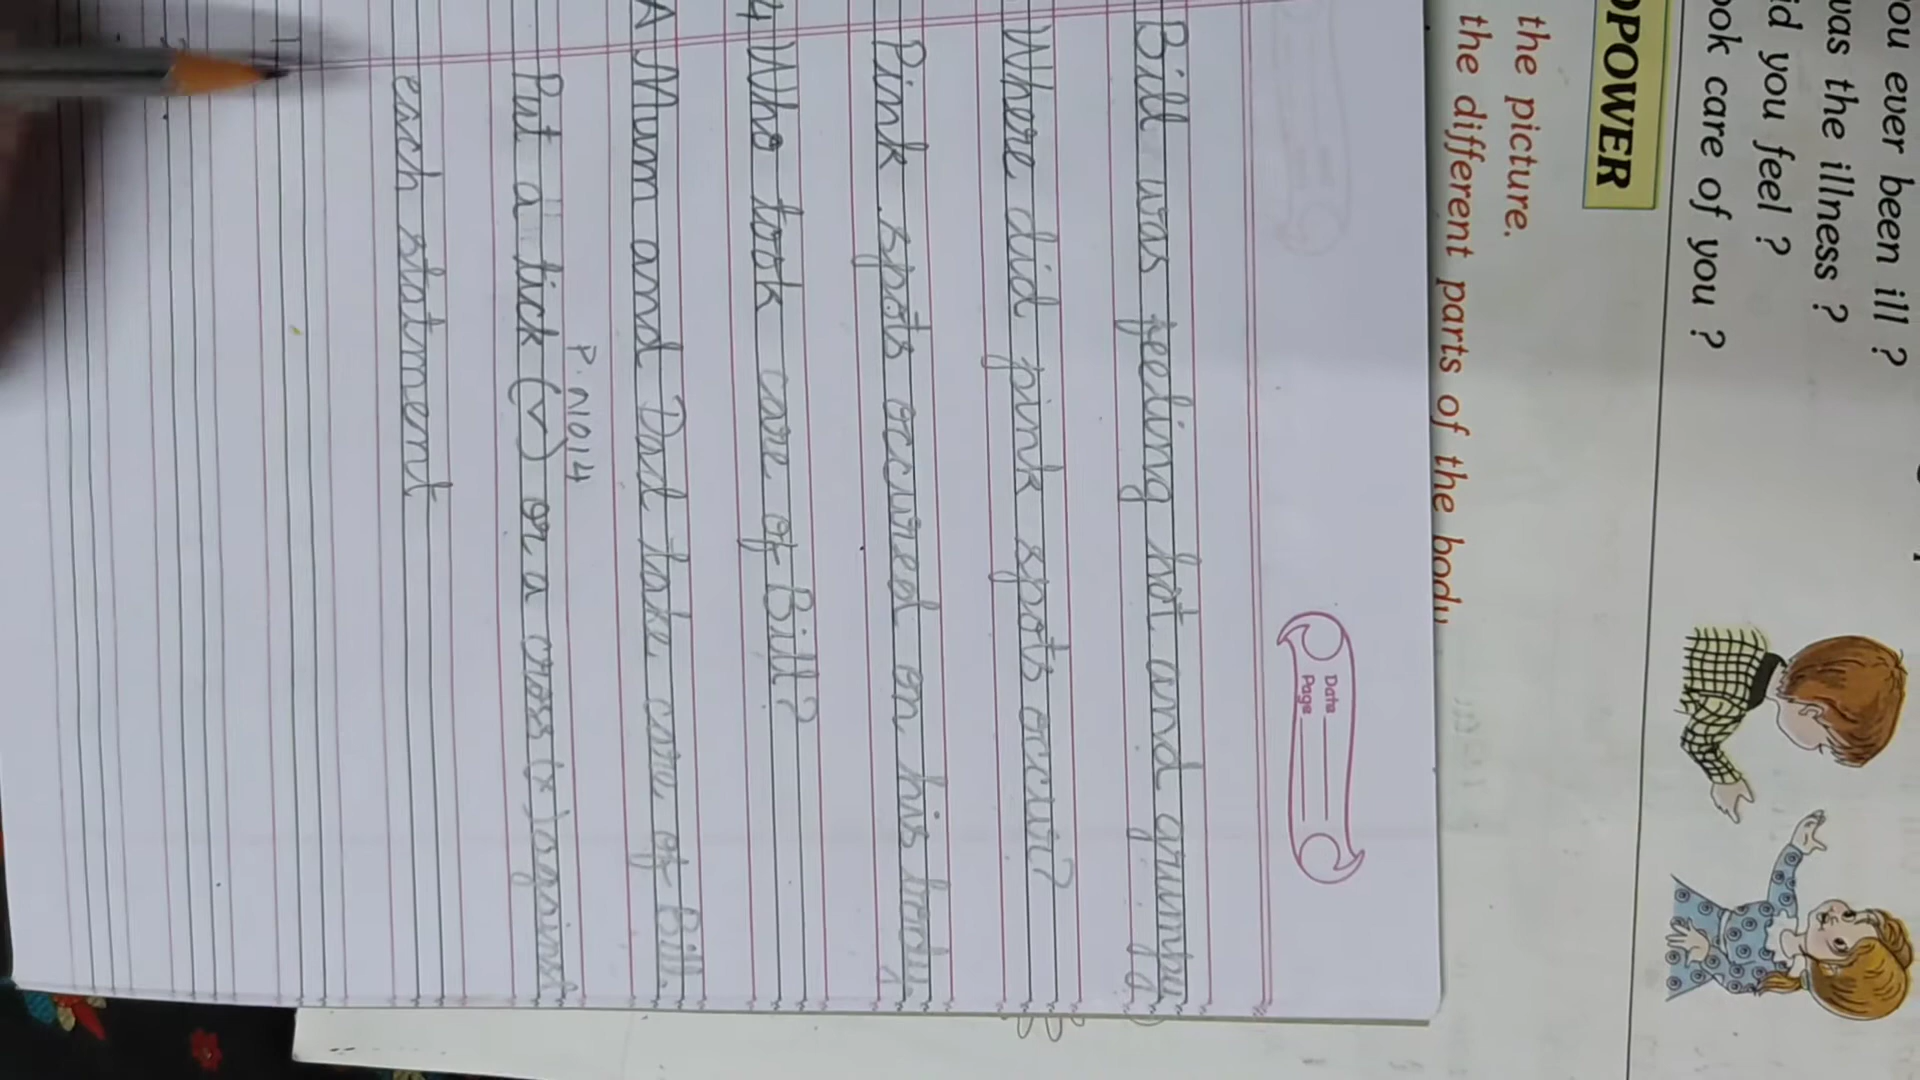 Bill was feeling hot and grumpy
Where did pink spots occur?
Pink spots occured on his body
4 Who took care of Bill?
A Mum and Dad take care of Bill.
P.No 14
Put a tick (✓) or a cross (×) against
each statment
Date
Page
you ever been ill ?
was the illness ?
id you feel ?
ook care of you ?
POWER
the picture.
the different parts of the body